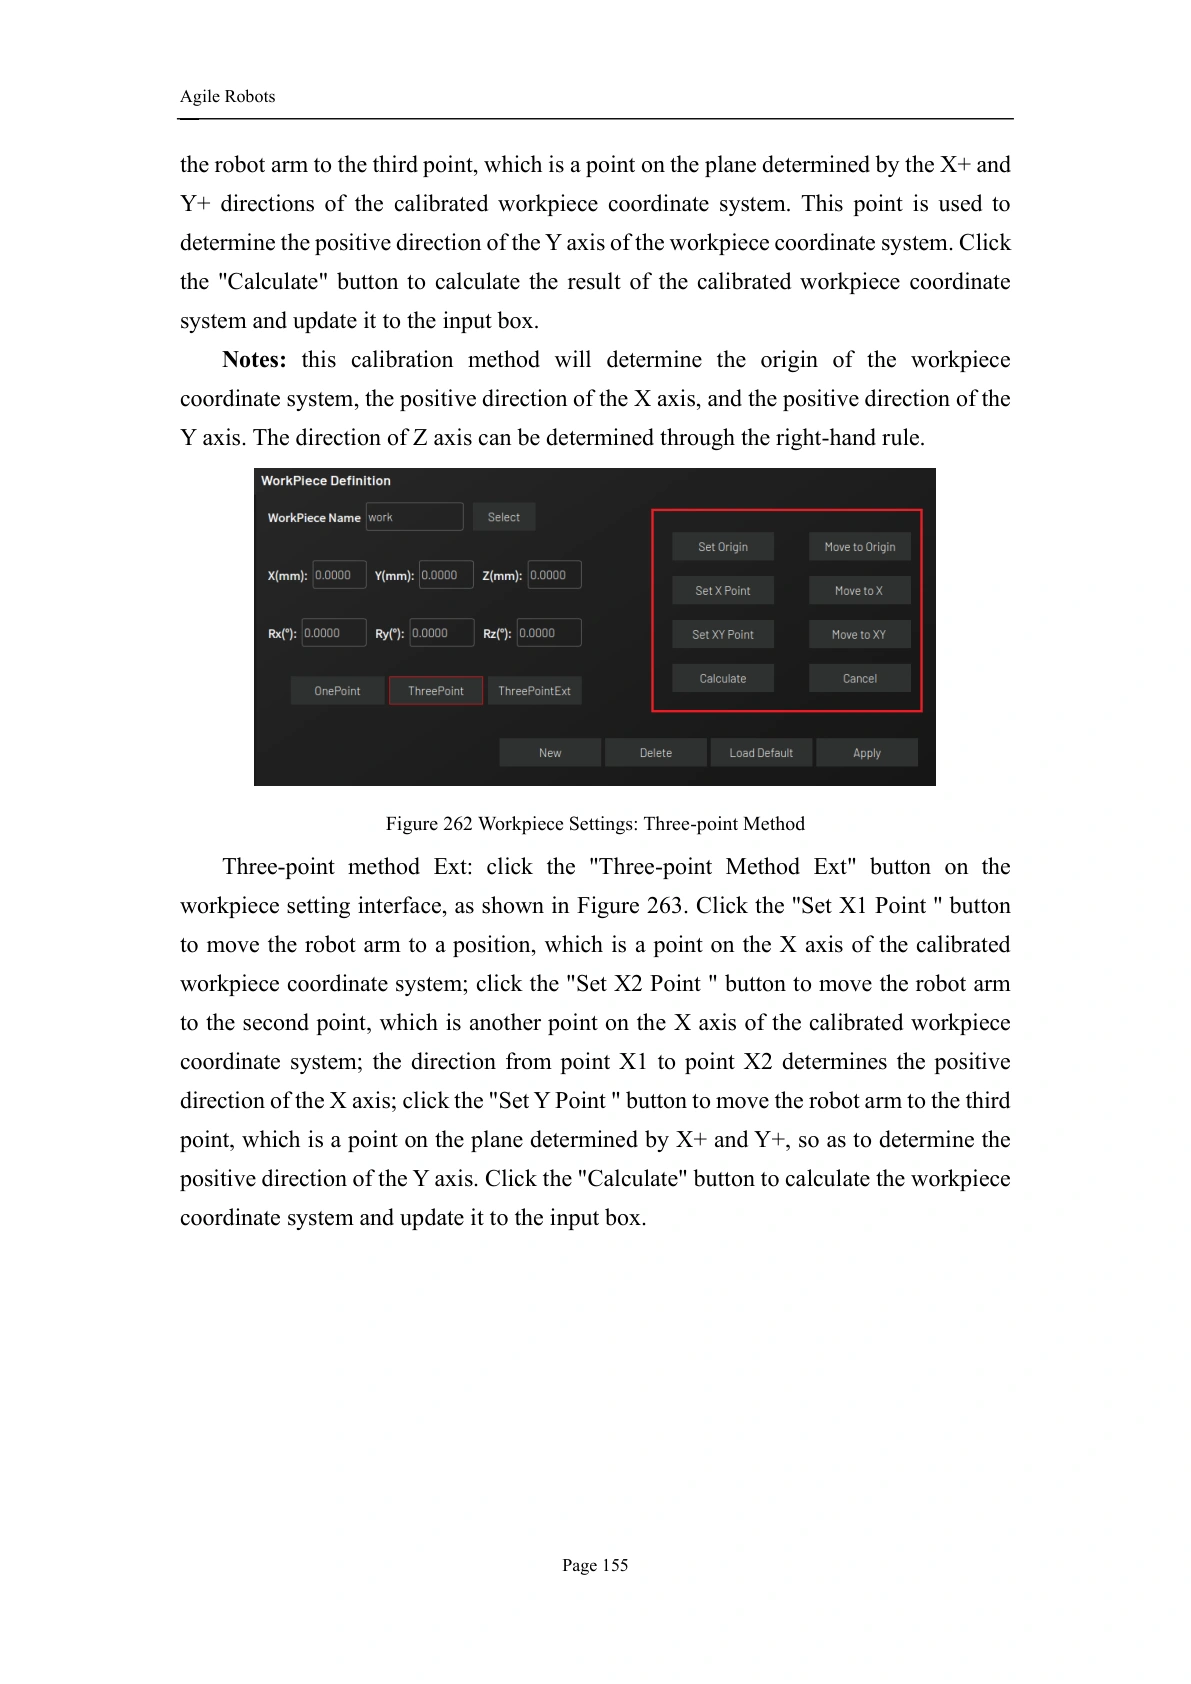 Agile Robots
the robot arm to the third point, which is a point on the plane determined by the X+ and
Y+ directions of the calibrated workpiece coordinate system. This point is used to
determine the positive direction of the Y axis of the workpiece coordinate system. Click
the "Calculate" button to calculate the result of the calibrated workpiece coordinate
system and update it to the input box.
Notes: this calibration method will determine the origin of the workpiece
coordinate system, the positive direction of the X axis, and the positive direction of the
Y axis. The direction of Z axis can be determined through the right-hand rule.
WorkPiece Definition
WorkPiece Name work Select
X(mm): 0.0000 Y(mm): 0.0000 Z(mm): 0.0000
Rx(°): 0.0000 Ry(°): 0.0000 Rz(°): 0.0000
OnePoint ThreePoint ThreePointExt
Set Origin Move to Origin
Set X Point Move to X
Set XY Point Move to XY
Calculate Cancel
New Delete Load Default Apply
Figure 262 Workpiece Settings: Three-point Method
Three-point method Ext: click the "Three-point Method Ext" button on the
workpiece setting interface, as shown in Figure 263. Click the "Set X1 Point " button
to move the robot arm to a position, which is a point on the X axis of the calibrated
workpiece coordinate system; click the "Set X2 Point " button to move the robot arm
to the second point, which is another point on the X axis of the calibrated workpiece
coordinate system; the direction from point X1 to point X2 determines the positive
direction of the X axis; click the "Set Y Point " button to move the robot arm to the third
point, which is a point on the plane determined by X+ and Y+, so as to determine the
positive direction of the Y axis. Click the "Calculate" button to calculate the workpiece
coordinate system and update it to the input box.
Page 155